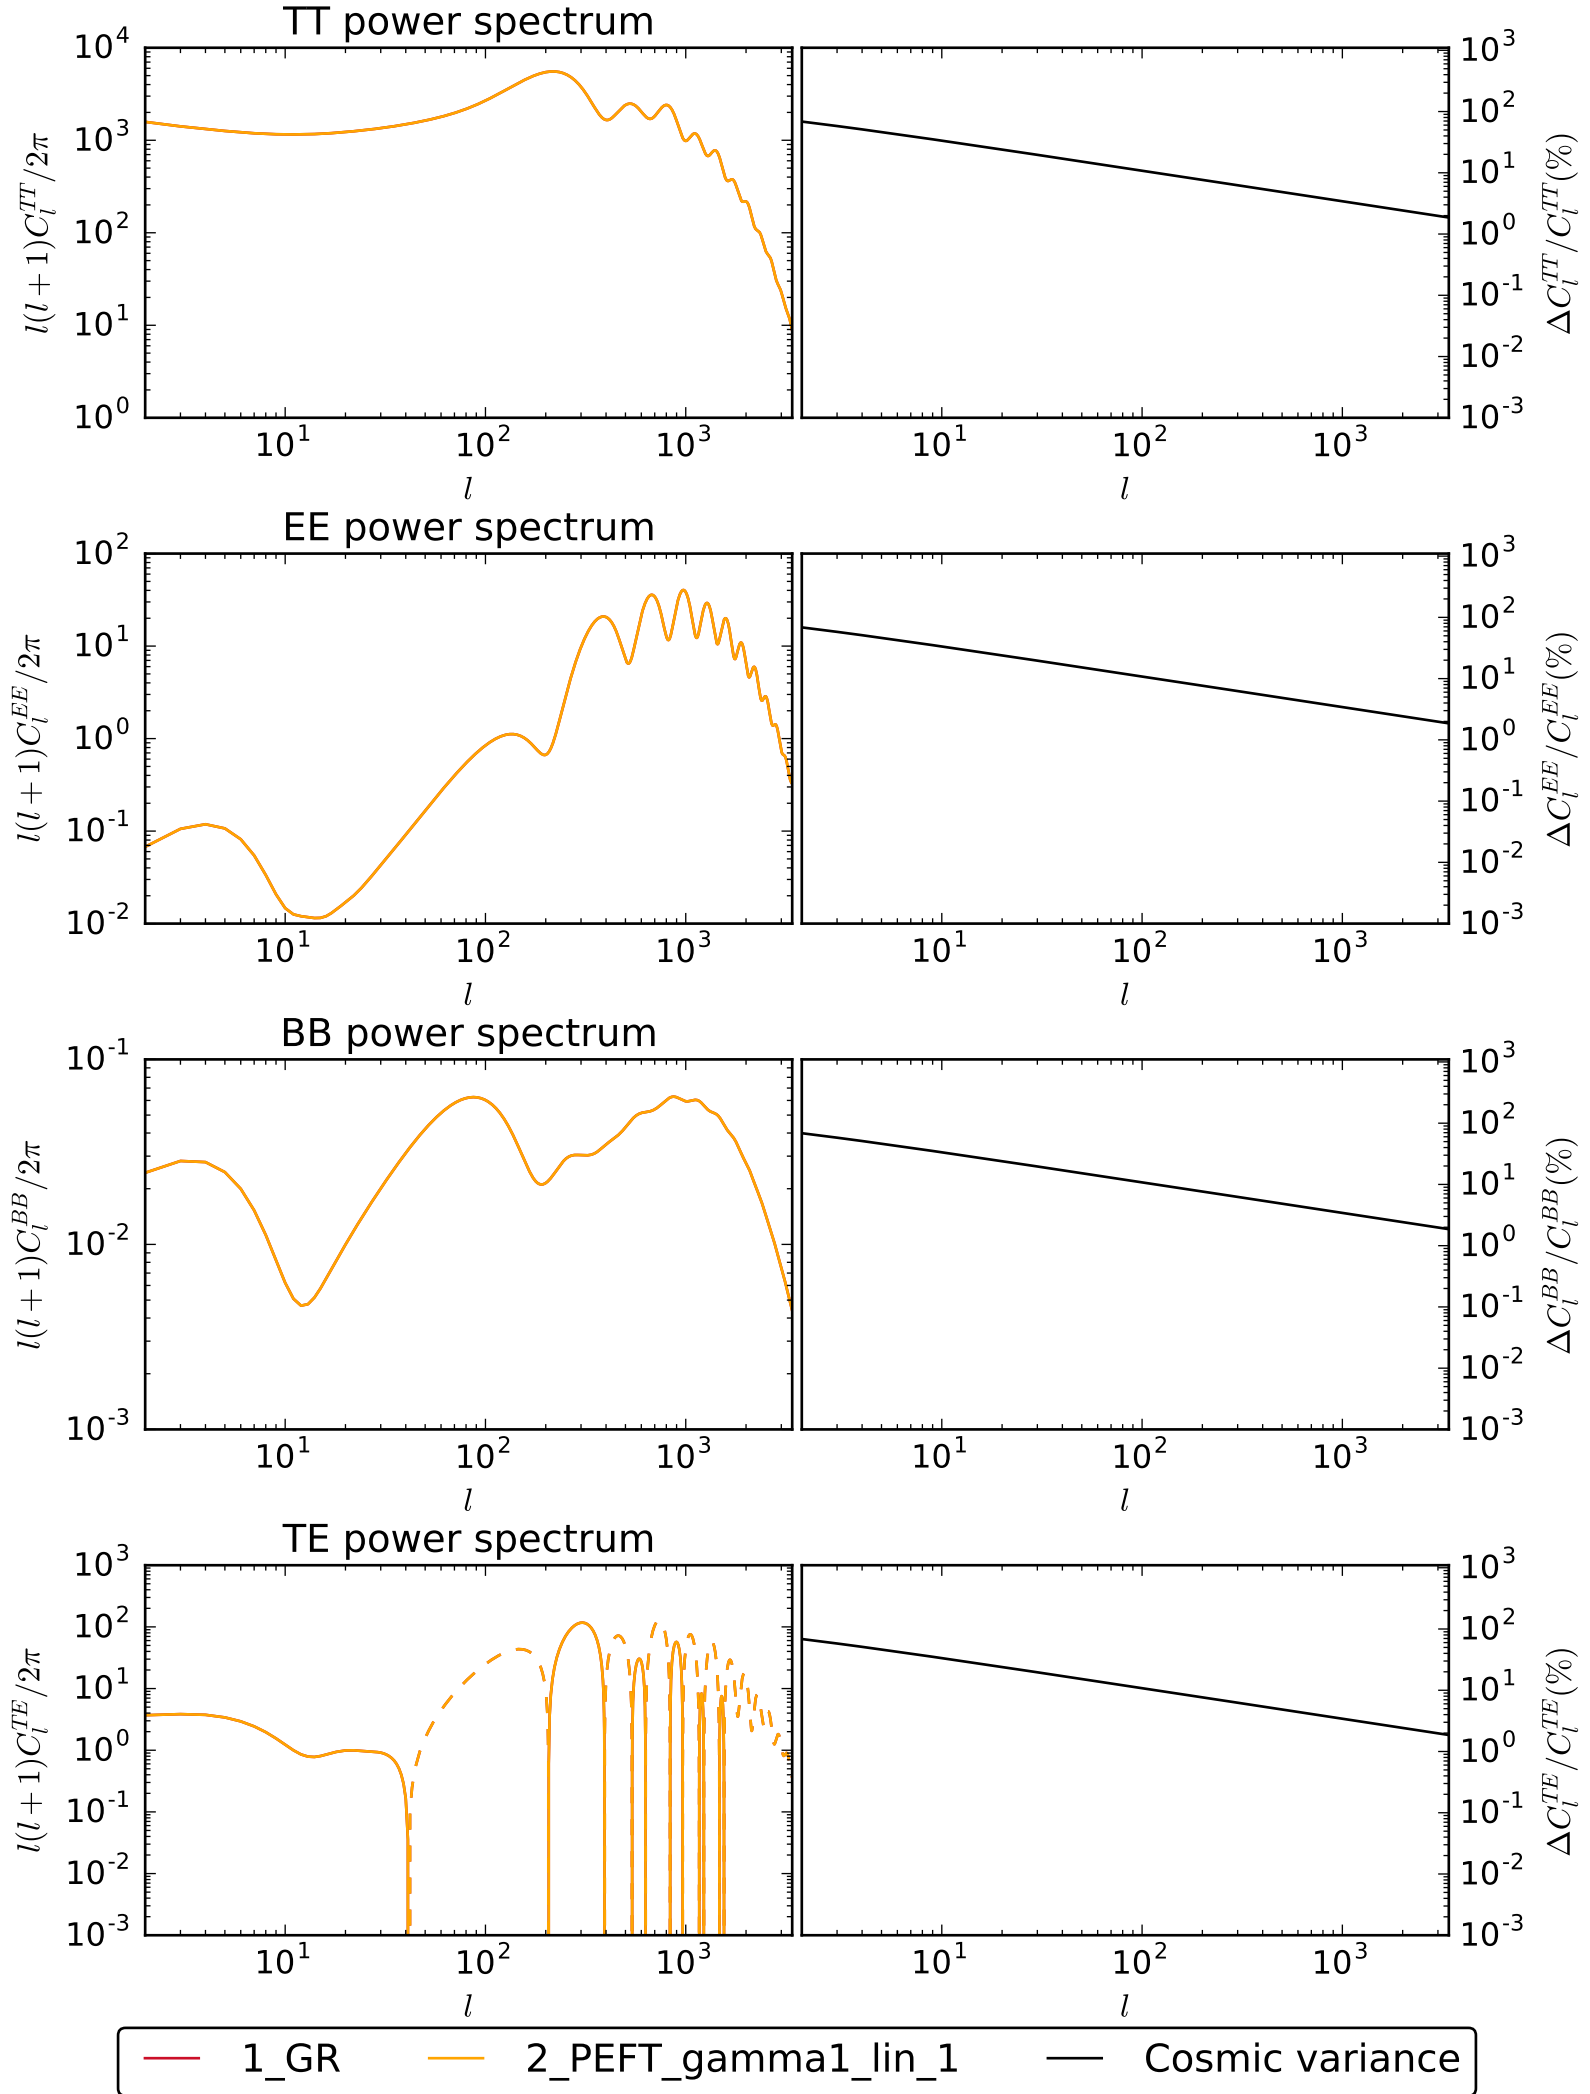 TT power spectrum
10^4
10^3
10^2
10^1
10^0
l(l+1)C_l^{TT}/2π
10^1 10^2 10^3
l
10^3
10^2
10^1
10^0
10^-1
10^-2
10^-3
ΔC_l^{TT}/C_l^{TT}(%)
10^1 10^2 10^3
l
EE power spectrum
10^2
10^1
10^0
10^-1
10^-2
l(l+1)C_l^{EE}/2π
10^1 10^2 10^3
l
10^3
10^2
10^1
10^0
10^-1
10^-2
10^-3
ΔC_l^{EE}/C_l^{EE}(%)
10^1 10^2 10^3
l
BB power spectrum
10^-1
10^-2
10^-3
l(l+1)C_l^{BB}/2π
10^1 10^2 10^3
l
10^3
10^2
10^1
10^0
10^-1
10^-2
10^-3
ΔC_l^{BB}/C_l^{BB}(%)
10^1 10^2 10^3
l
TE power spectrum
10^3
10^2
10^1
10^0
10^-1
10^-2
10^-3
l(l+1)C_l^{TE}/2π
10^1 10^2 10^3
l
10^3
10^2
10^1
10^0
10^-1
10^-2
10^-3
ΔC_l^{TE}/C_l^{TE}(%)
10^1 10^2 10^3
l
1_GR 2_PEFT_gamma1_lin_1 Cosmic variance